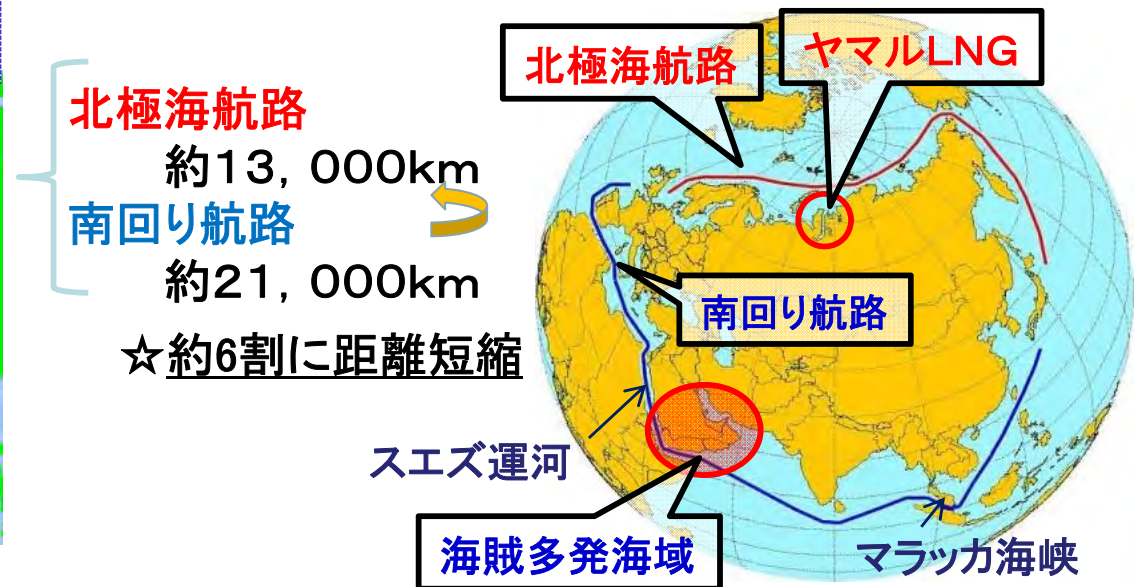 北極海航路
約13，000km
南回り航路
約21，000km
☆約6割に距離短縮
北極海航路
ヤマルLNG
南回り航路
スエズ運河
海賊多発海域
マラッカ海峡